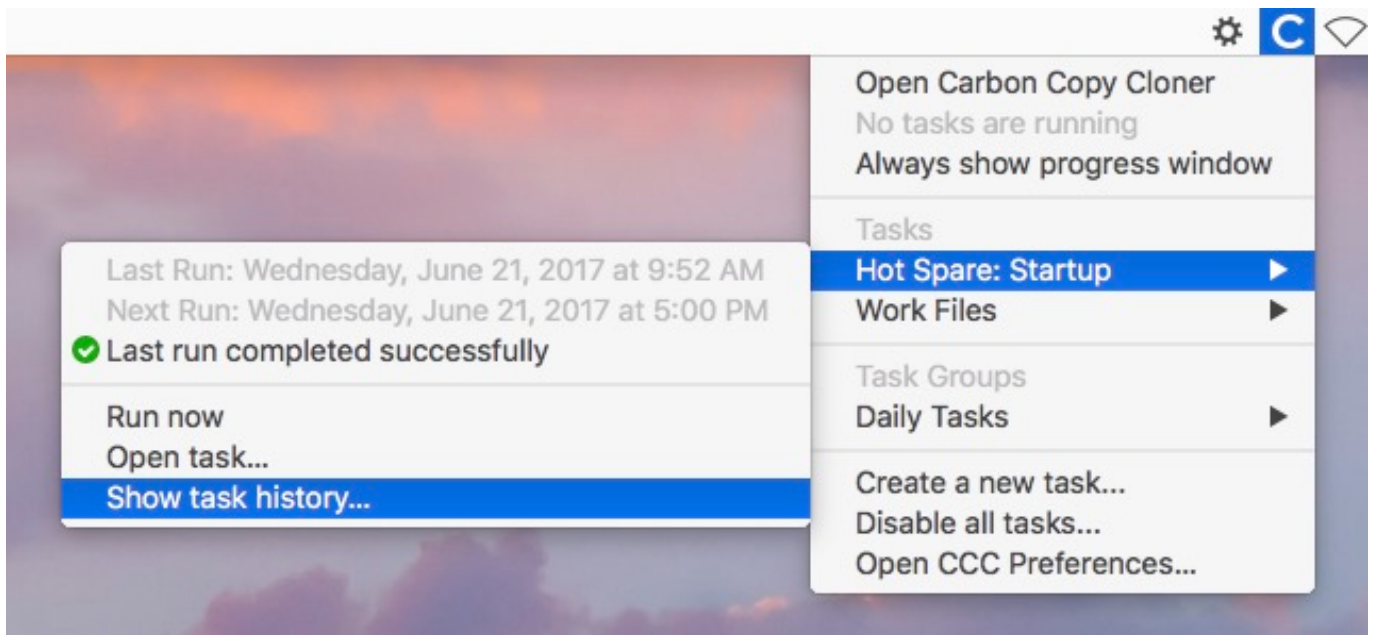 C
Open Carbon Copy Cloner
No tasks are running
Always show progress window
Tasks
Hot Spare: Startup
Work Files
Task Groups
Daily Tasks
Create a new task...
Disable all tasks...
Open CCC Preferences...
Last Run: Wednesday, June 21, 2017 at 9:52 AM
Next Run: Wednesday, June 21, 2017 at 5:00 PM
Last run completed successfully
Run now
Open task...
Show task history...